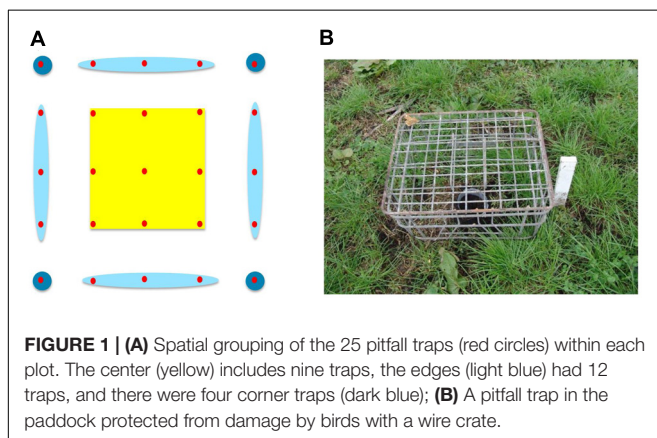 A
B
FIGURE 1 | (A) Spatial grouping of the 25 pitfall traps (red circles) within each
plot. The center (yellow) includes nine traps, the edges (light blue) had 12
traps, and there were four corner traps (dark blue); (B) A pitfall trap in the
paddock protected from damage by birds with a wire crate.